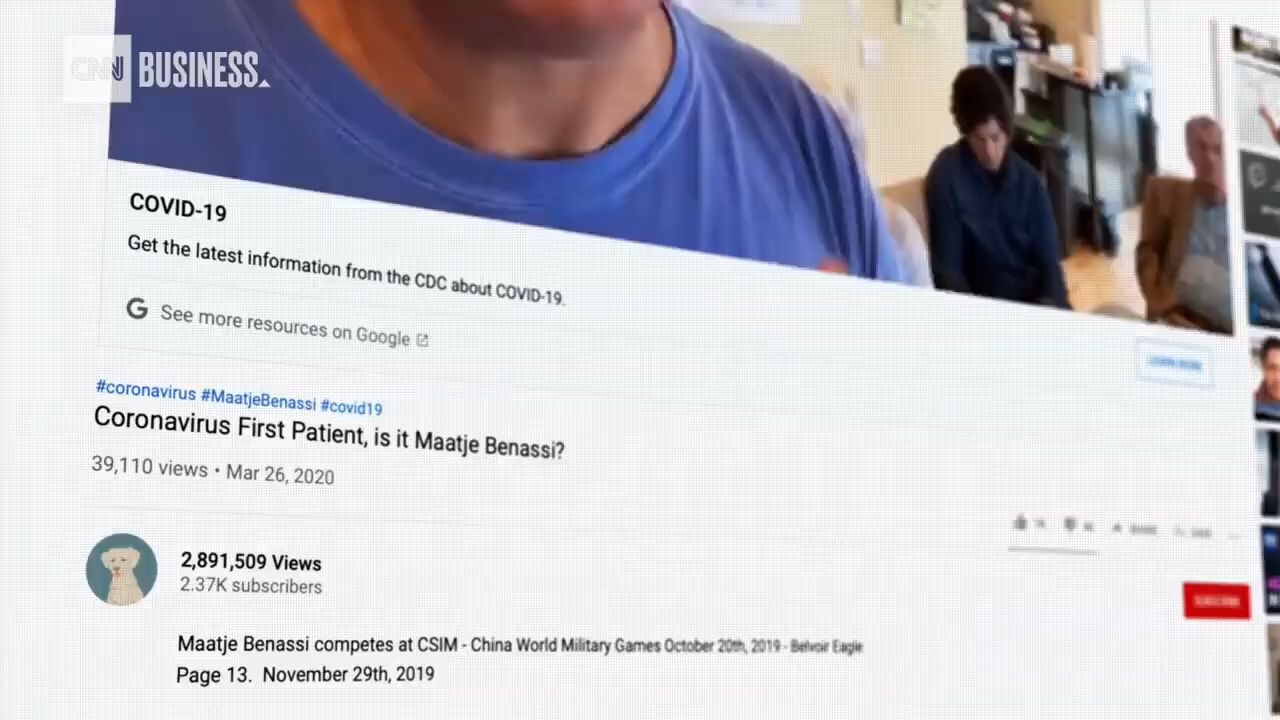 CNN BUSINESS
COVID-19
Get the latest information from the CDC about COVID-19.
G See more resources on Google
#coronavirus #MaatjeBenassi #covid19
Coronavirus First Patient, is it Maatje Benassi?
39,110 views • Mar 26, 2020
2,891,509 Views
2.37K subscribers
SUBSCRIBE
Maatje Benassi competes at CSIM - China World Military Games October 20th, 2019 - Belvoir Eagle
Page 13. November 29th, 2019